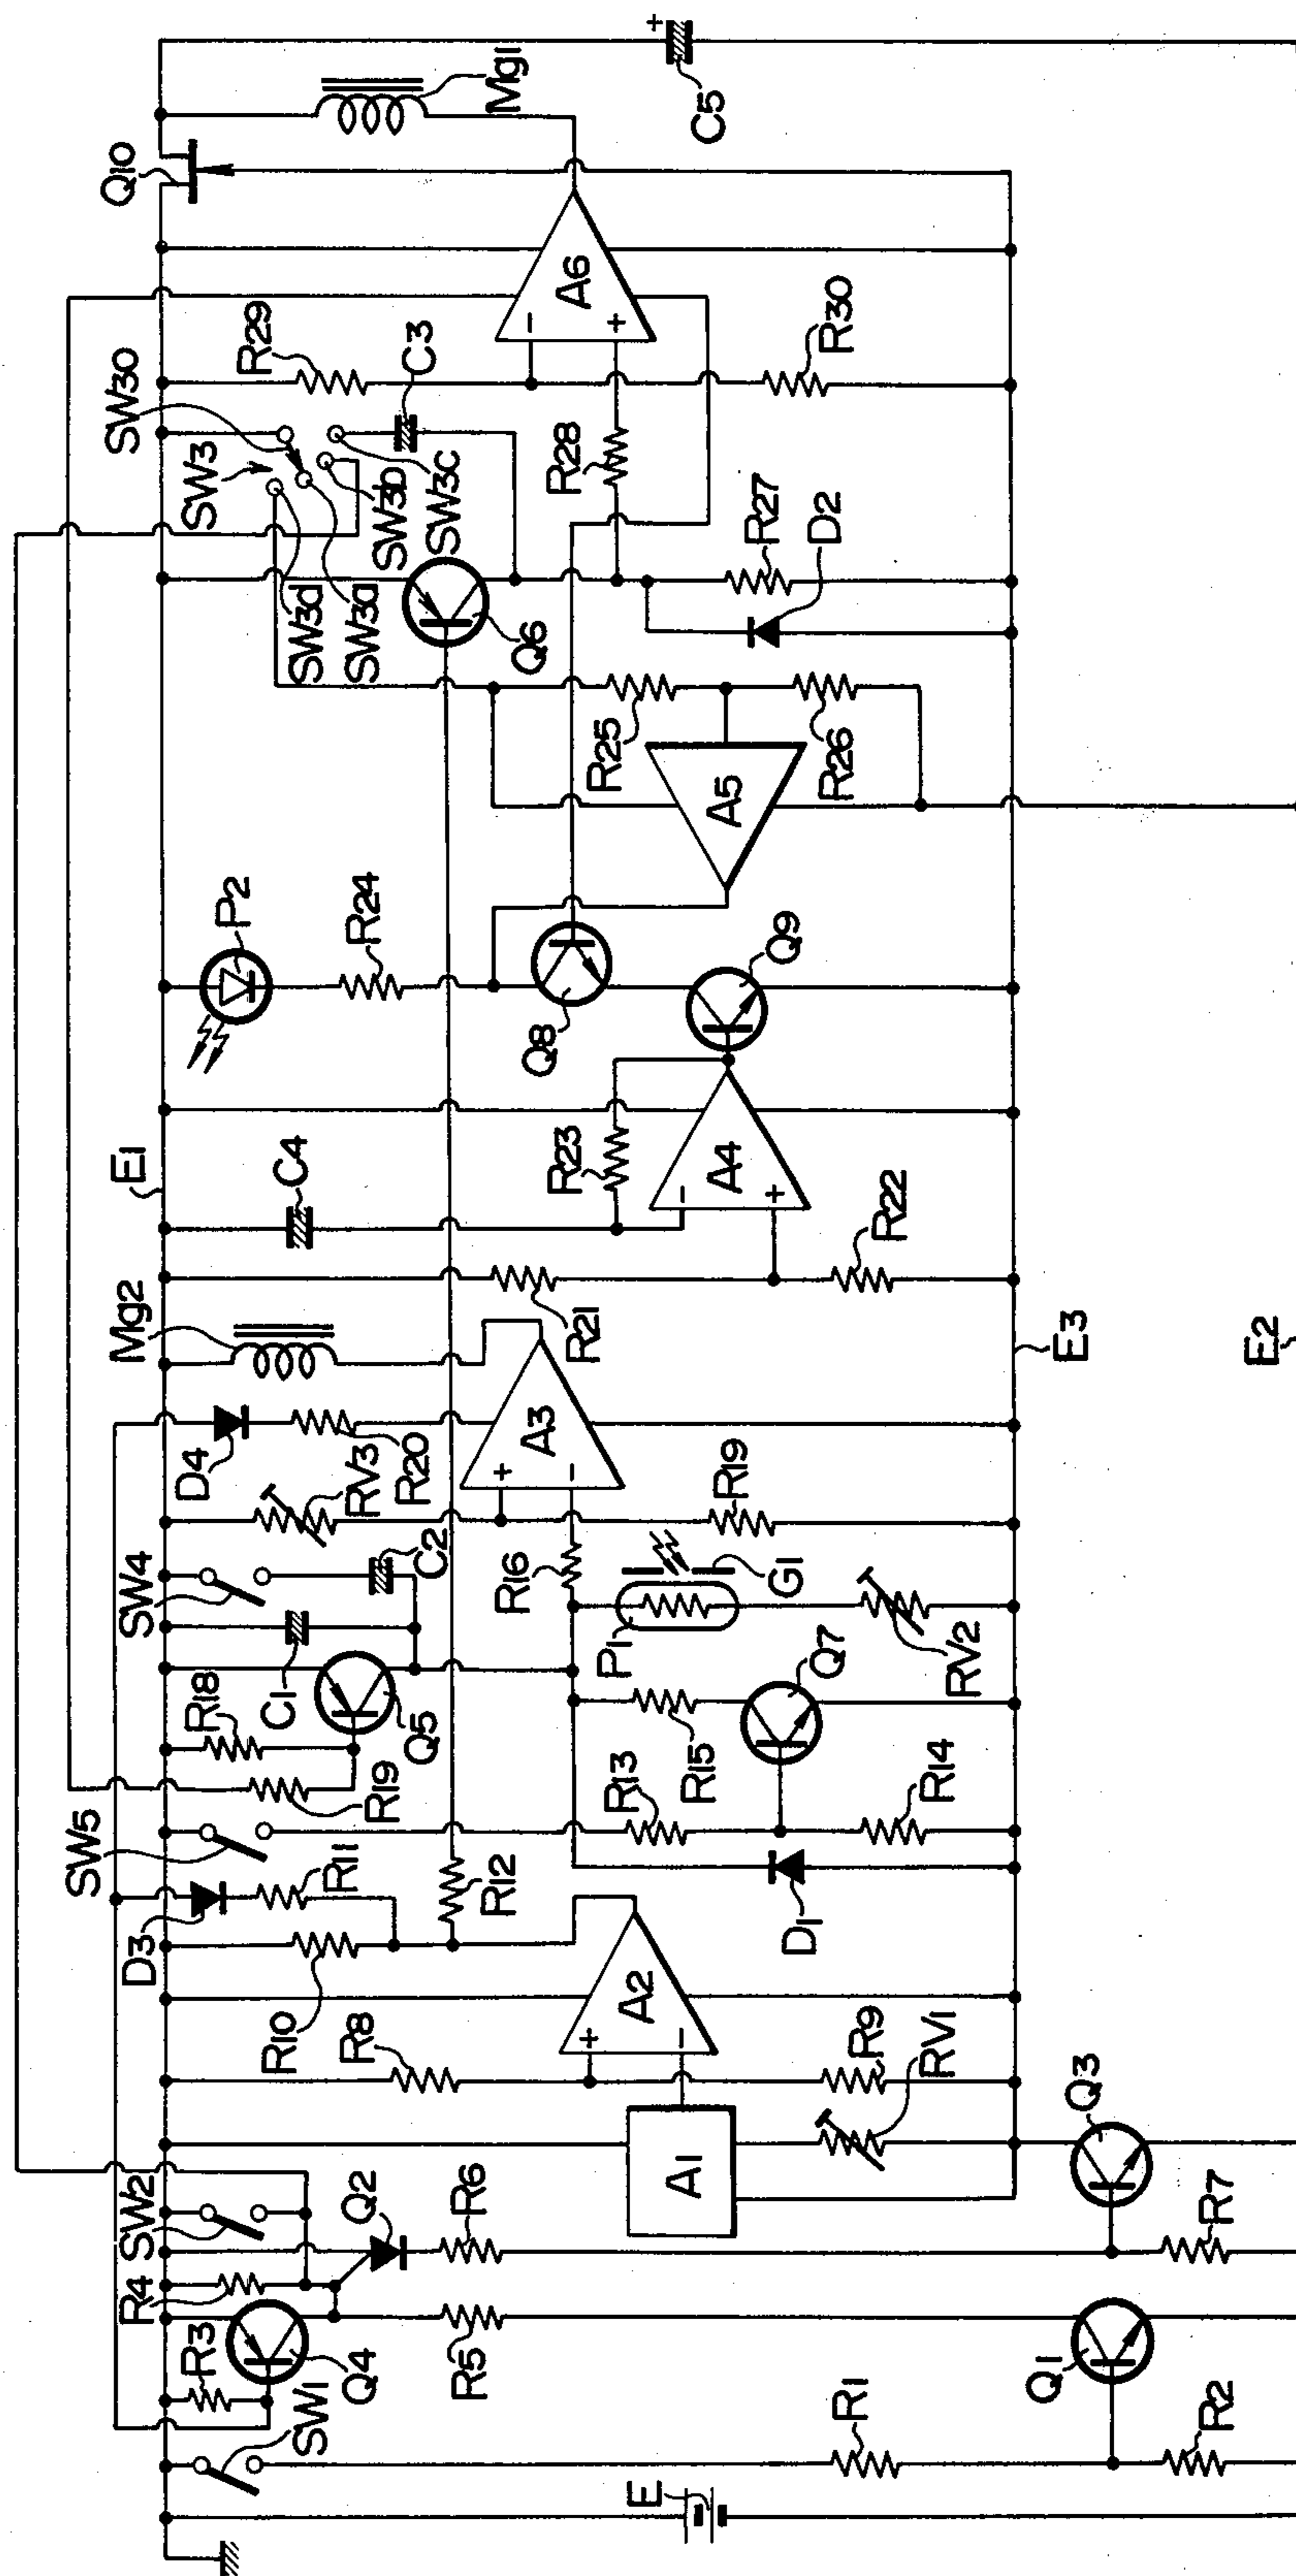 Q10
Mg1
+
C5
SW30
R29
A6
-
+
R30
C3
SW3
SW3b
SW3c
R28
R27
D2
SW3d
SW3a
Q6
R25
R26
A5
P2
R24
Q8
Q9
E1
C4
R23
A4
-
+
R22
Mg2
R21
E3
E2
D4
RV3
R20
A3
+
-
R19
SW4
C2
R16
P1
G1
RV2
C1
R18
Q5
R19
R15
Q7
SW5
R13
R14
D3
R11
R12
D1
R10
R8
A2
+
-
R9
RV1
A1
Q3
SW2
Q2
R6
R7
R4
R3
Q4
R5
Q1
SW1
R1
R2
E